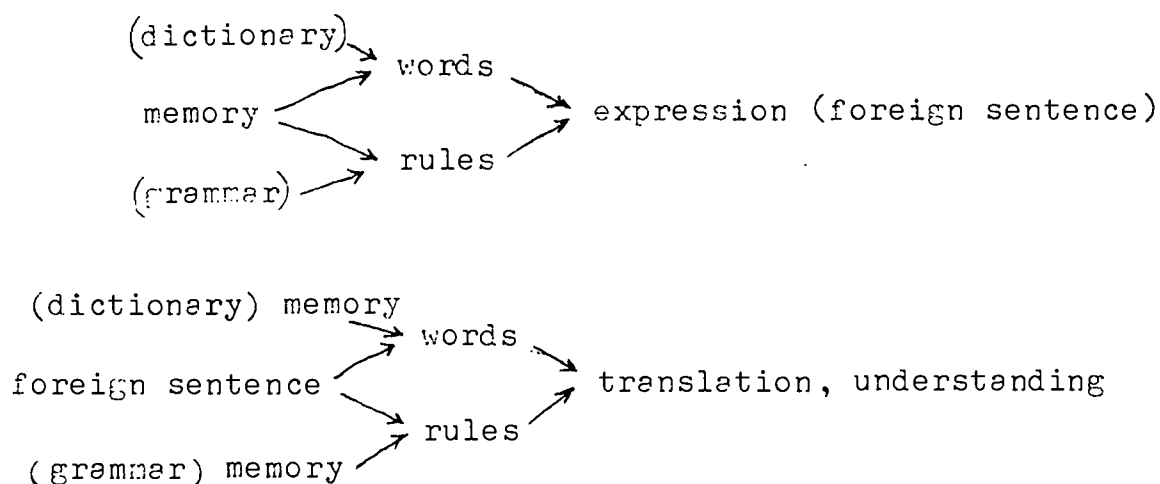 (dictionary)
words
memory
expression (foreign sentence)
rules
(grammar)
(dictionary) memory
words
foreign sentence
translation, understanding
rules
(grammar) memory